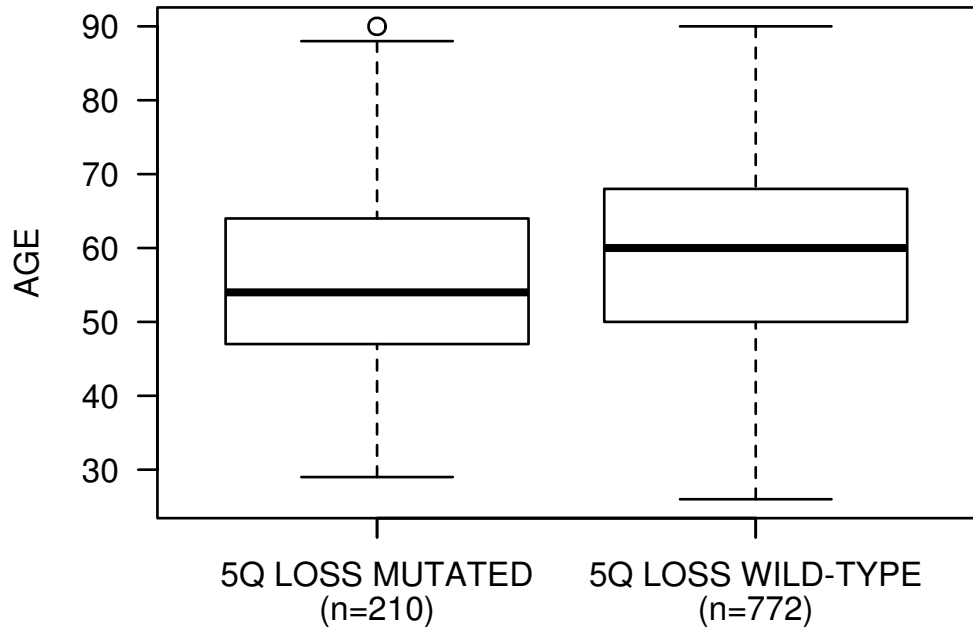 90
80
70
60
50
40
30
AGE
5Q LOSS MUTATED
(n=210)
5Q LOSS WILD-TYPE
(n=772)